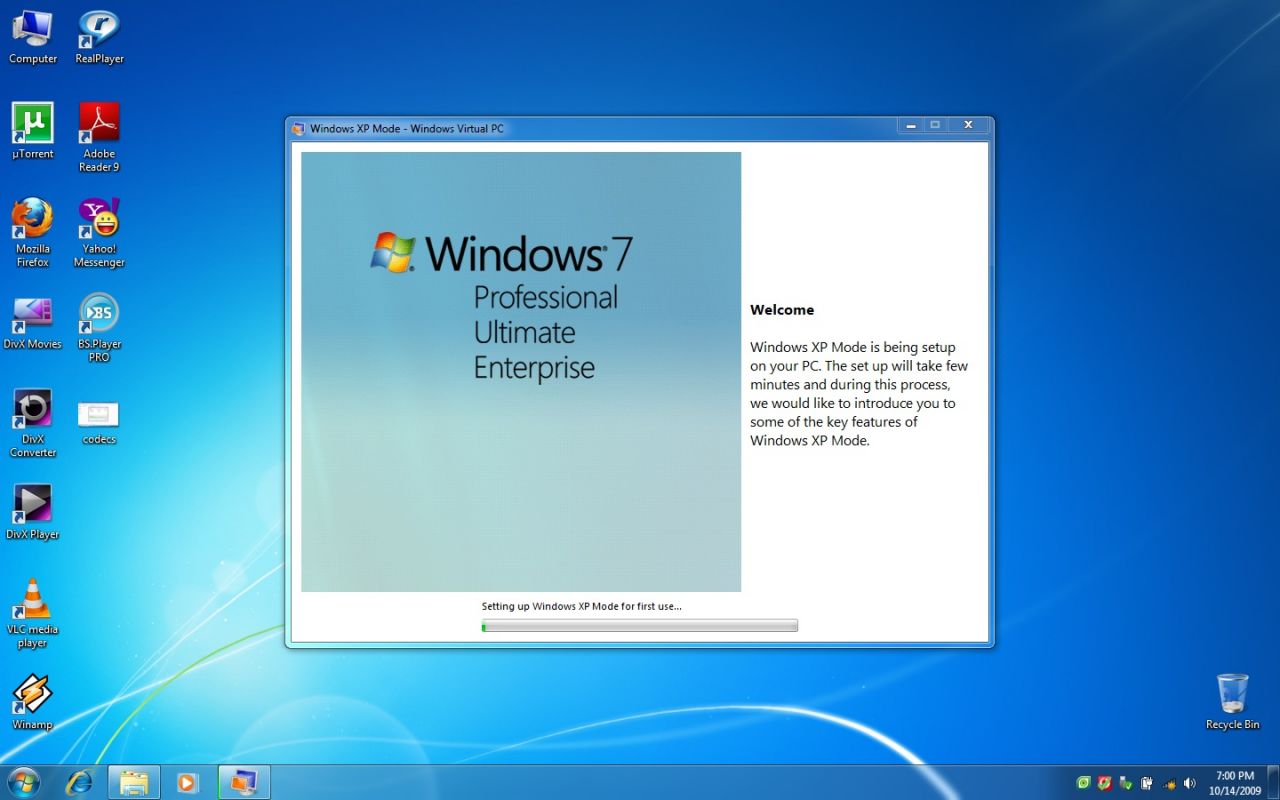 Computer
RealPlayer
µTorrent
Adobe
Reader 9
Mozilla
Firefox
Yahoo!
Messenger
DivX Movies
BS.Player
PRO
DivX
Converter
codecs
DivX Player
VLC media
player
Winamp
Windows XP Mode - Windows Virtual PC
Windows 7
Professional
Ultimate
Enterprise
Welcome
Windows XP Mode is being setup
on your PC. The set up will take few
minutes and during this process,
we would like to introduce you to
some of the key features of
Windows XP Mode.
Setting up Windows XP Mode for first use...
Recycle Bin
7:00 PM
10/14/2009